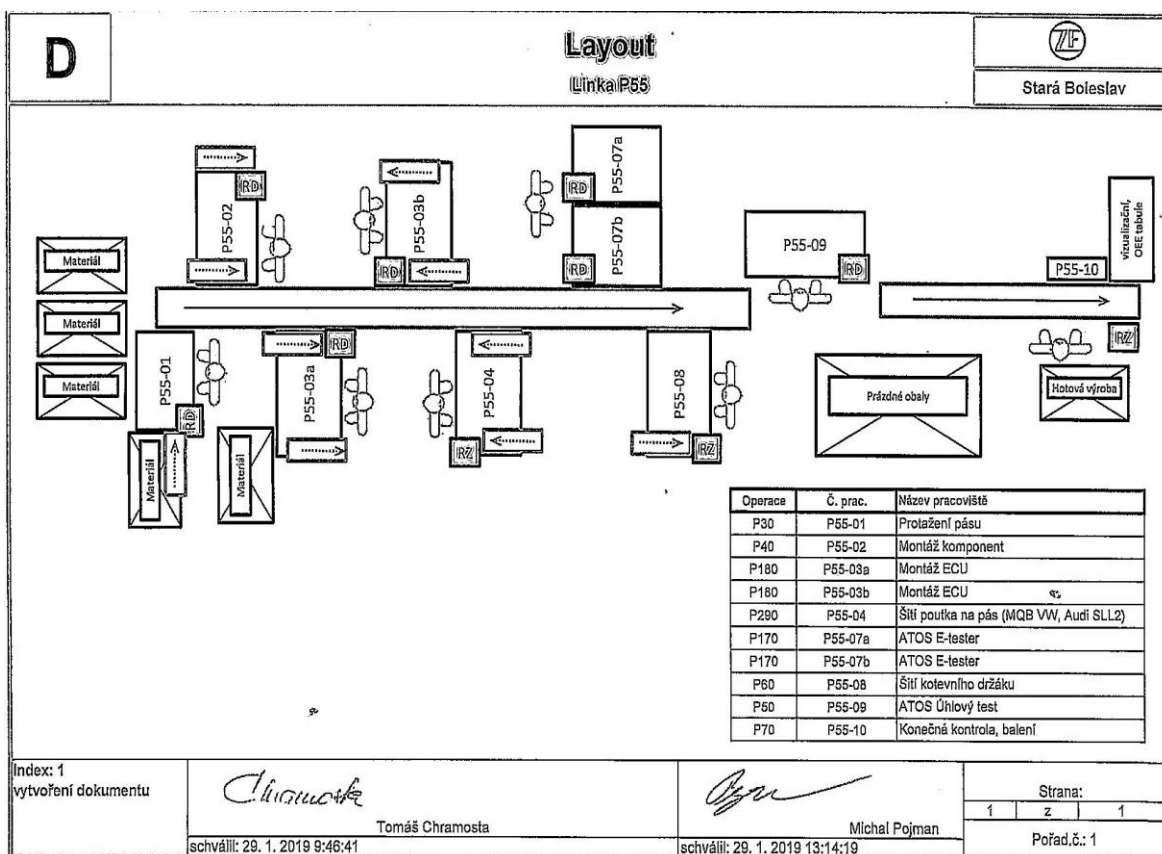 D
Layout
Linka P55
ZF
Stará Boleslav
P55-02
RD
P55-03b
RD
P55-07a
RD
P55-07b
RD
P55-09
RD
P55-10
vizualizační,
OEE tabule
RZ
Materiál
Materiál
Materiál
P55-01
RD
Materiál
P55-03a
RD
Materiál
P55-04
RZ
P55-08
RZ
Prázdné obaly
Hotová výroba
Operace Č. prac. Název pracoviště
P30 P55-01 Protažení pásu
P40 P55-02 Montáž komponent
P180 P55-03a Montáž ECU
P180 P55-03b Montáž ECU
P290 P55-04 Šití poutka na pás (MQB VW, Audi SLL2)
P170 P55-07a ATOS E-tester
P170 P55-07b ATOS E-tester
P60 P55-08 Šití kotevního držáku
P50 P55-09 ATOS Úhlový test
P70 P55-10 Konečná kontrola, balení
Index: 1
vytvoření dokumentu
Chramosta
Tomáš Chramosta
schválil: 29. 1. 2019 9:46:41
Michal Pojman
schválil: 29. 1. 2019 13:14:19
Strana:
1 z 1
Pořad.č.: 1